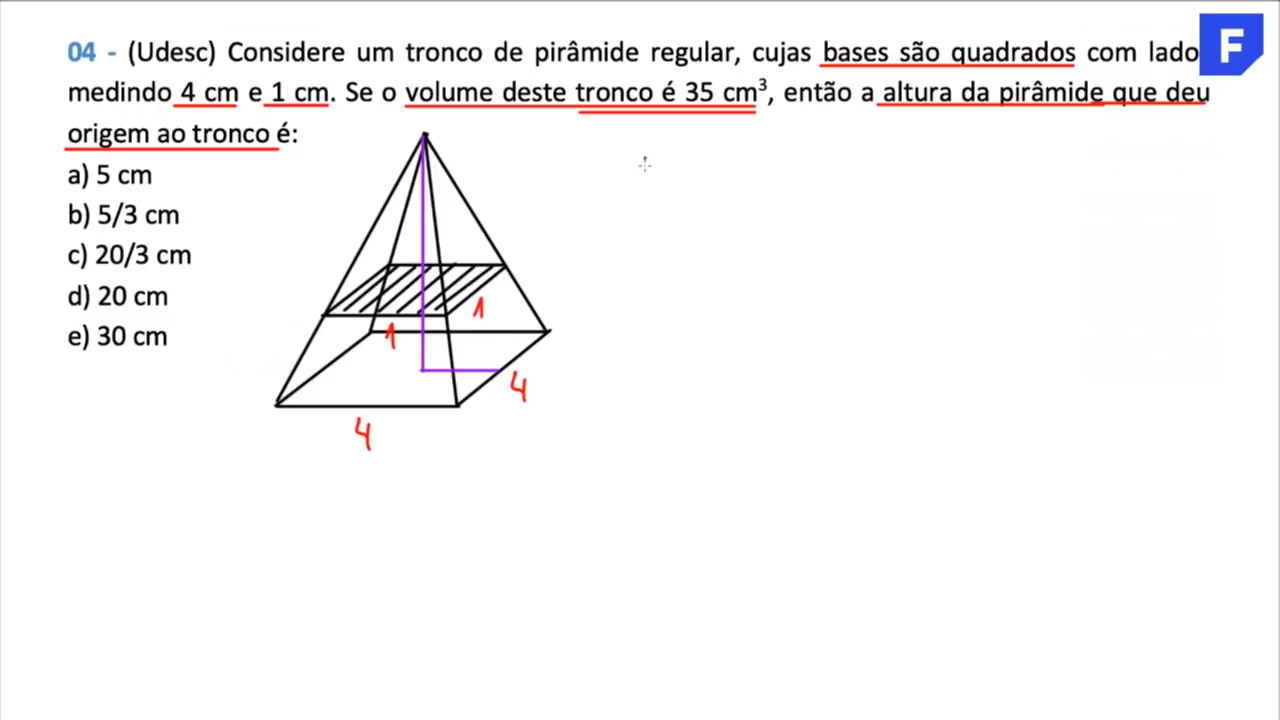 04 - (Udesc) Considere um tronco de pirâmide regular, cujas bases são quadrados com lado
medindo 4 cm e 1 cm. Se o volume deste tronco é 35 cm³, então a altura da pirâmide que deu
origem ao tronco é:
a) 5 cm
b) 5/3 cm
c) 20/3 cm
d) 20 cm
e) 30 cm
1
1
4
4
F